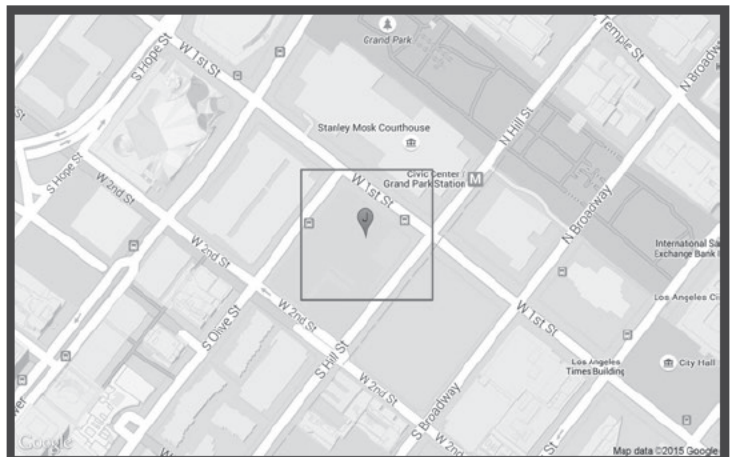 Grand Park
Temple St
S Hope St
W 1st St
N Broadway
Stanley Mosk Courthouse
N Hill St
Civic Center /
Grand Park Station
M
W 1st St
S Hope St
W 2nd St
J
N Broadway
International Sa
Exchange Bank
W 2nd St
Los Angeles Ci
S Olive St
W 2nd St
W 1st St
S Hill St
Los Angeles
Times Building
City Hall
W 2nd St
S Broadway
W 2nd
St
Google
Map data ©2015 Google